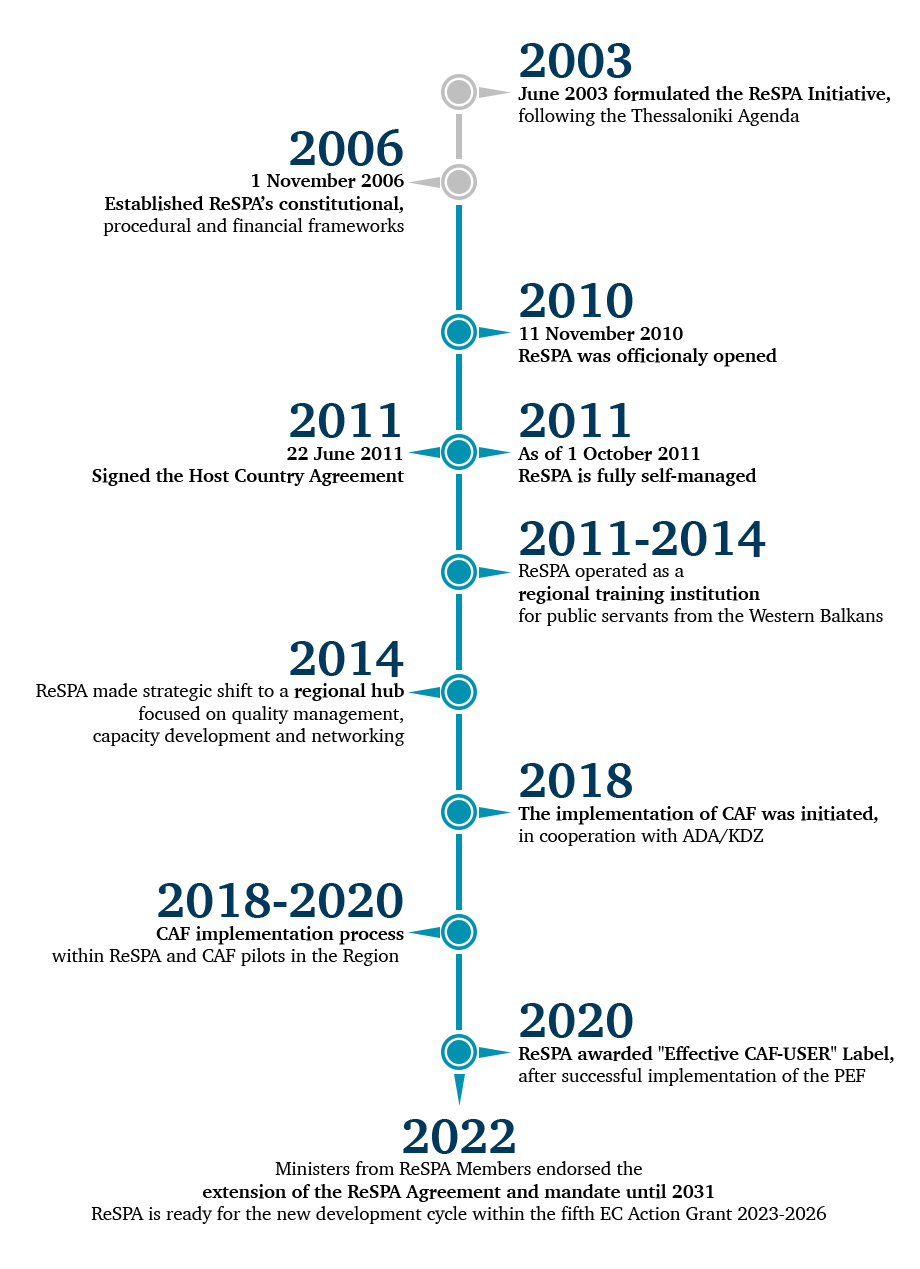 2003
June 2003 formulated the ReSPA Initiative,
following the Thessaloniki Agenda
2006
1 November 2006
Established ReSPA's constitutional,
procedural and financial frameworks
2010
11 November 2010
ReSPA was officionaly opened
2011
22 June 2011
Signed the Host Country Agreement
2011
As of 1 October 2011
ReSPA is fully self-managed
2011-2014
ReSPA operated as a
regional training institution
for public servants from the Western Balkans
2014
ReSPA made strategic shift to a regional hub
focused on quality management,
capacity development and networking
2018
The implementation of CAF was initiated,
in cooperation with ADA/KDZ
2018-2020
CAF implementation process
within ReSPA and CAF pilots in the Region
2020
ReSPA awarded "Effective CAF-USER" Label,
after successful implementation of the PEF
2022
Ministers from ReSPA Members endorsed the
extension of the ReSPA Agreement and mandate until 2031
ReSPA is ready for the new development cycle within the fifth EC Action Grant 2023-2026